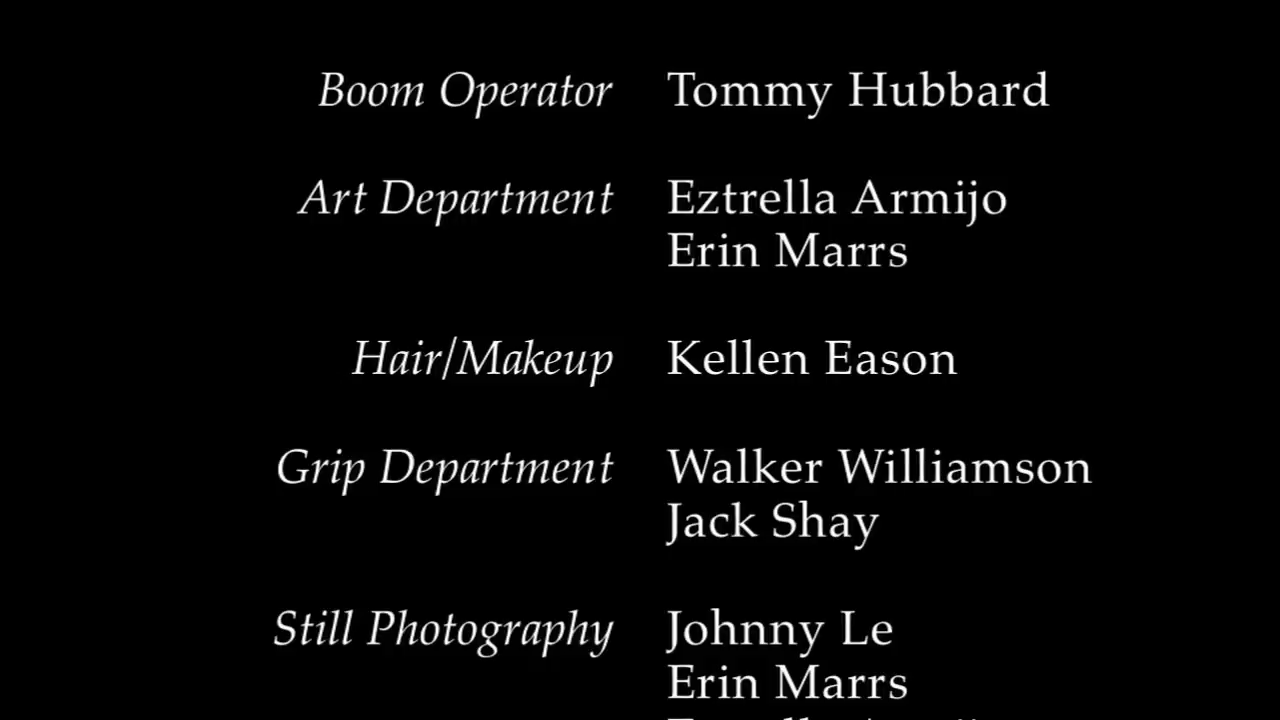 Boom Operator Tommy Hubbard
Art Department Eztrella Armijo
Erin Marrs
Hair/Makeup Kellen Eason
Grip Department Walker Williamson
Jack Shay
Still Photography Johnny Le
Erin Marrs